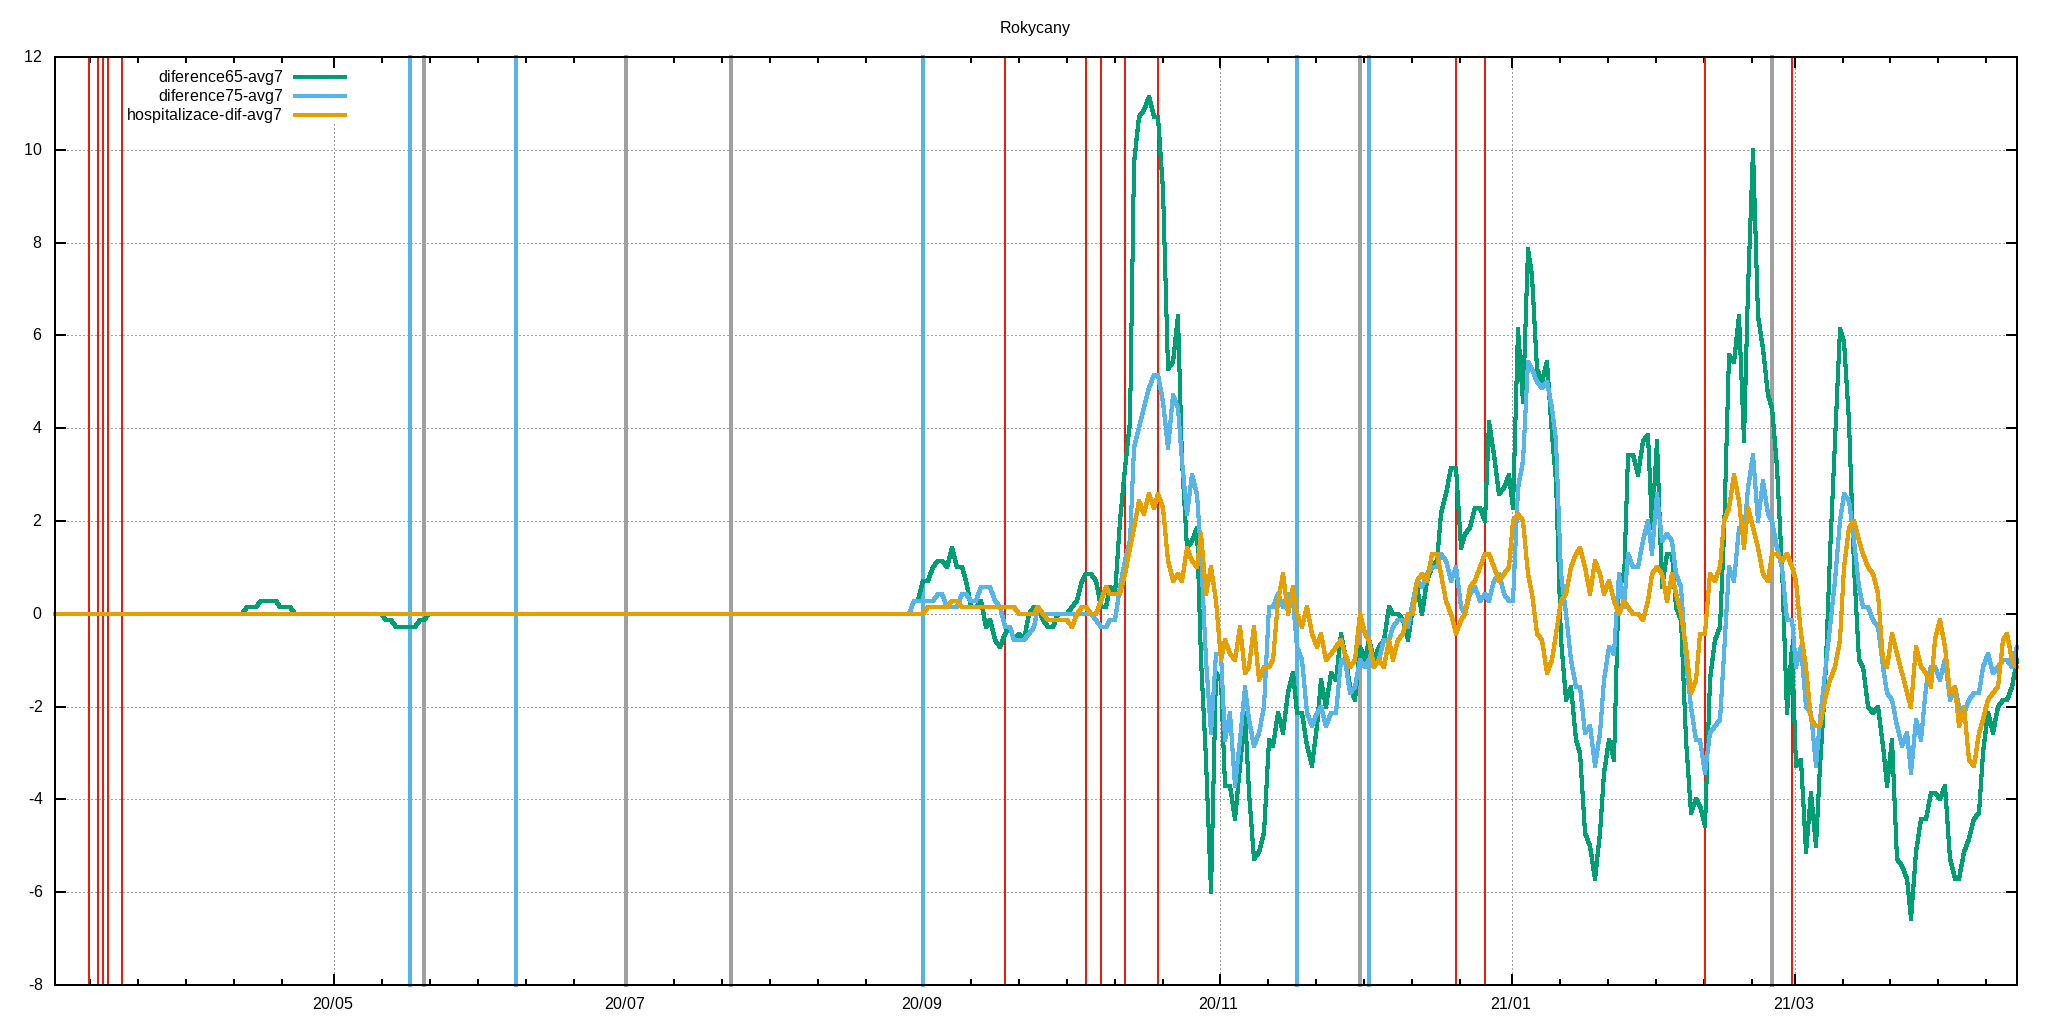 Rokycany
12
diference65-avg7
diference75-avg7
hospitalizace-dif-avg7
10
8
6
4
2
0
-2
-4
-6
-8
20/05 20/07 20/09 20/11 21/01 21/03